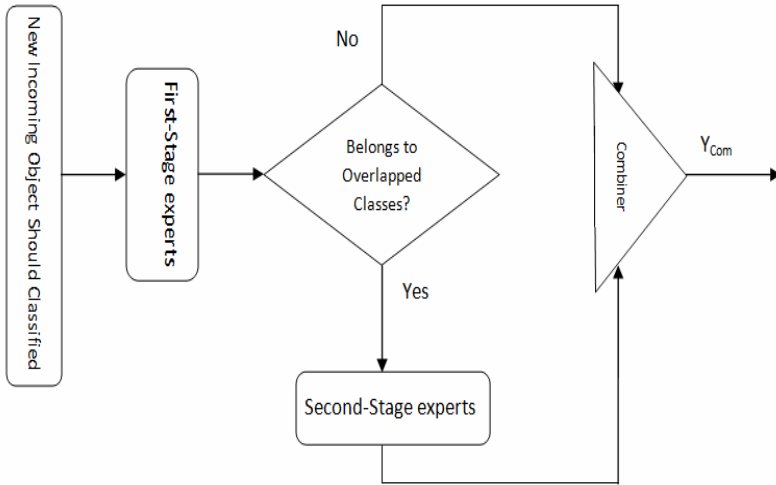 New Incoming Object Should Classified
First-Stage experts
Belongs to
Overlapped
Classes?
No
Yes
Second-Stage experts
Combiner
Y_Com